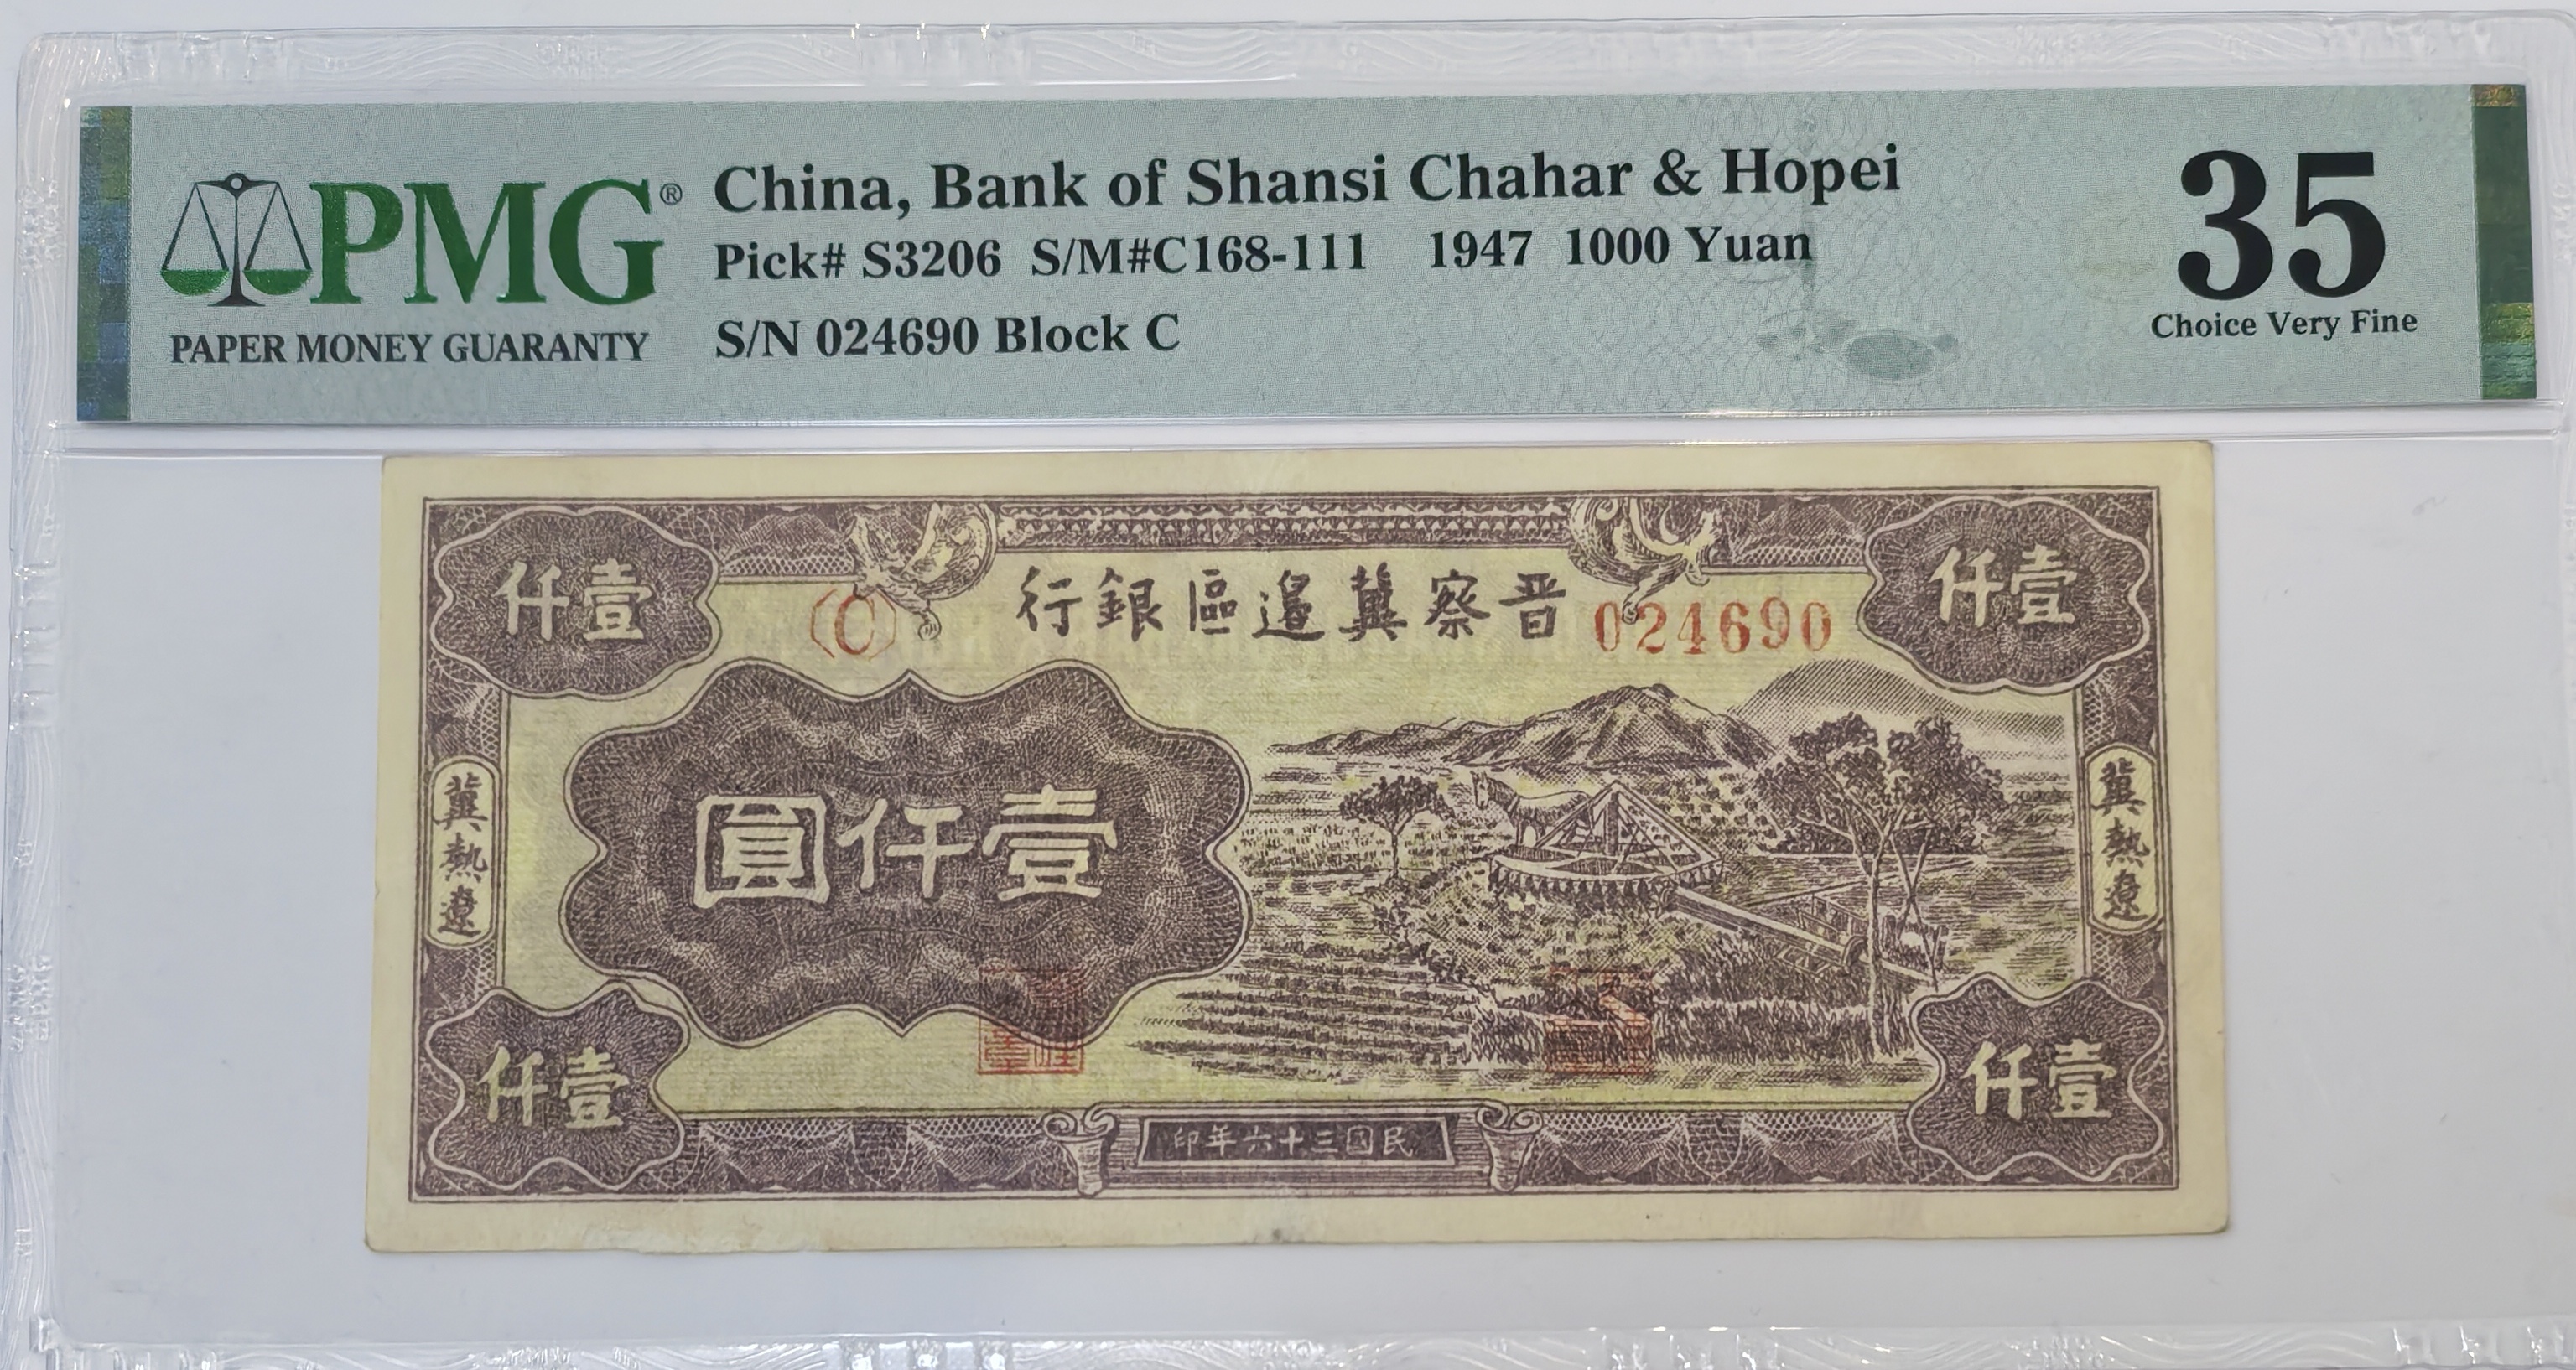 PMG®
PAPER MONEY GUARANTY
China, Bank of Shansi Chahar & Hopei
Pick# S3206 S/M#C168-111 1947 1000 Yuan
S/N 024690 Block C
35
Choice Very Fine
壹仟
壹仟
晋察冀邊區銀行
(C)
024690
壹仟圓
冀熱遼
冀熱遼
壹仟
壹仟
民國三十六年印